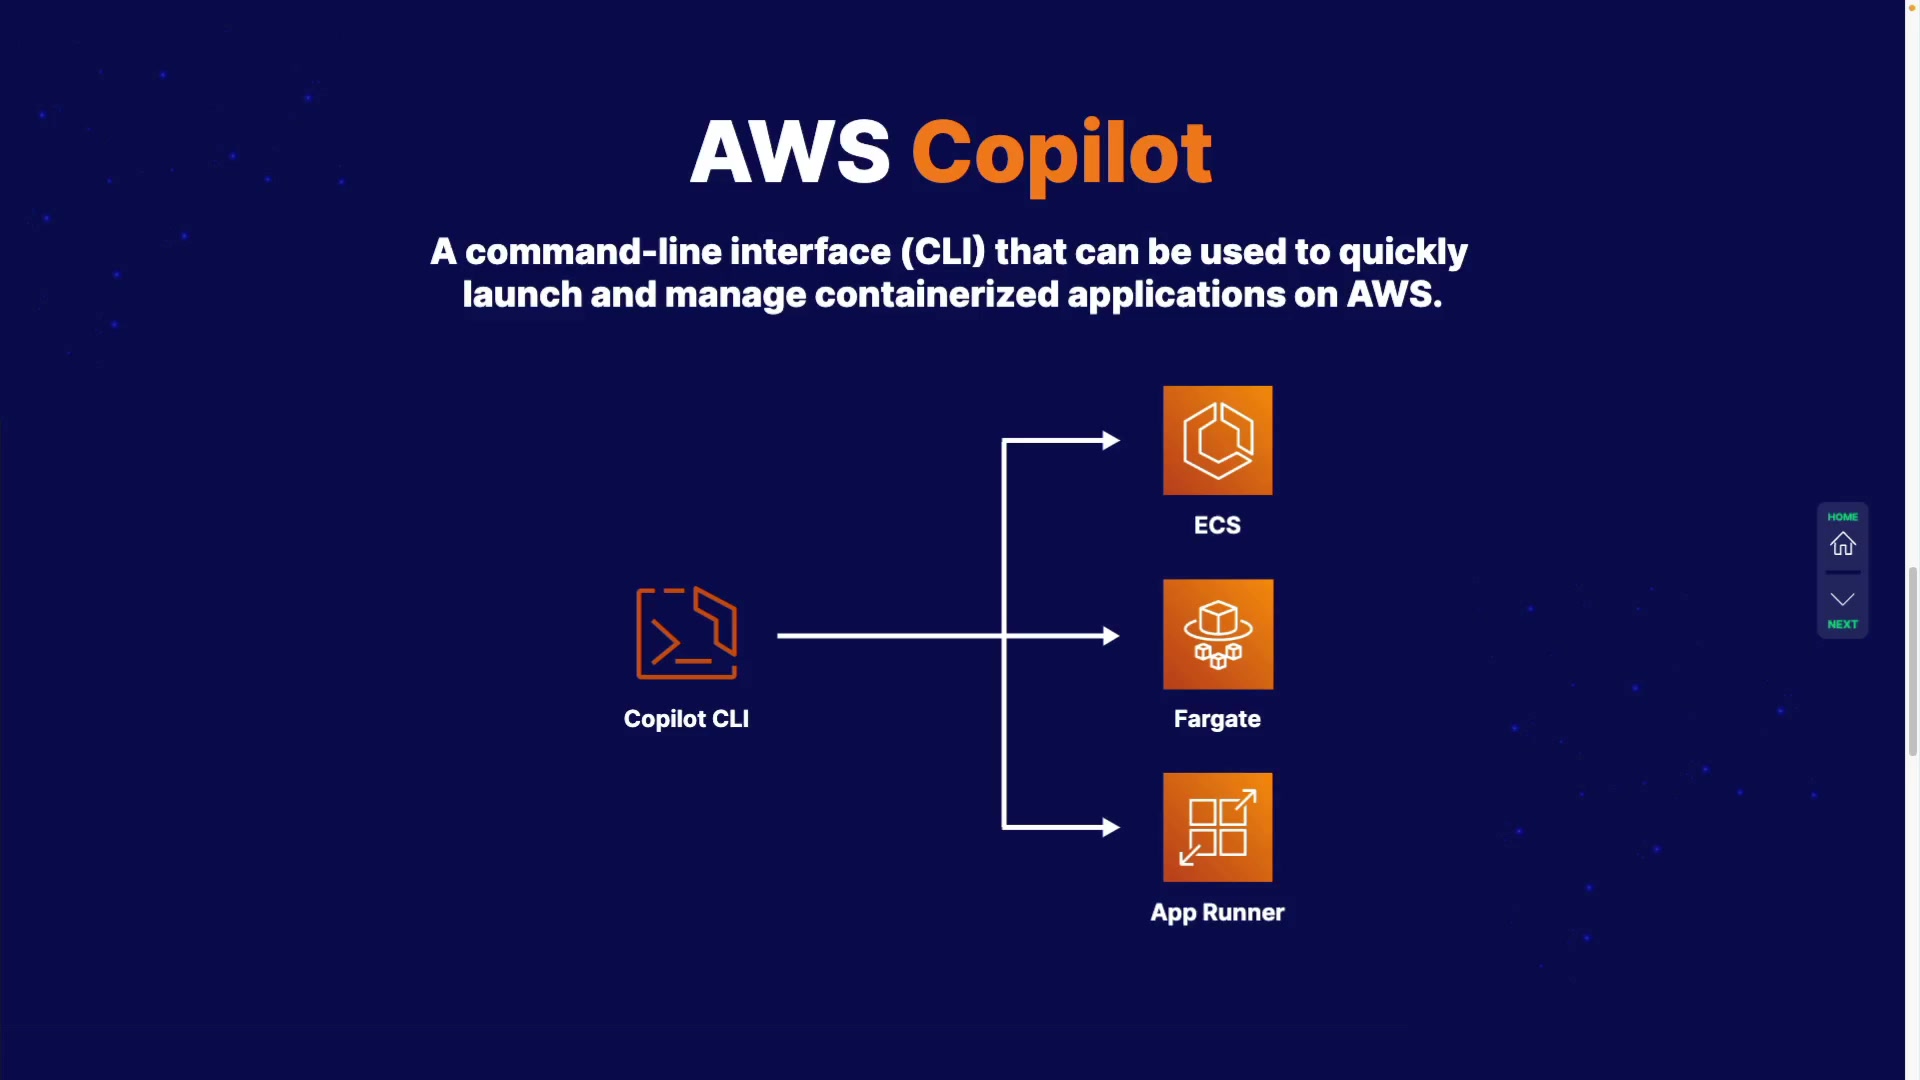 AWS Copilot
A command-line interface (CLI) that can be used to quickly
launch and manage containerized applications on AWS.
ECS
HOME
NEXT
Copilot CLI
Fargate
App Runner